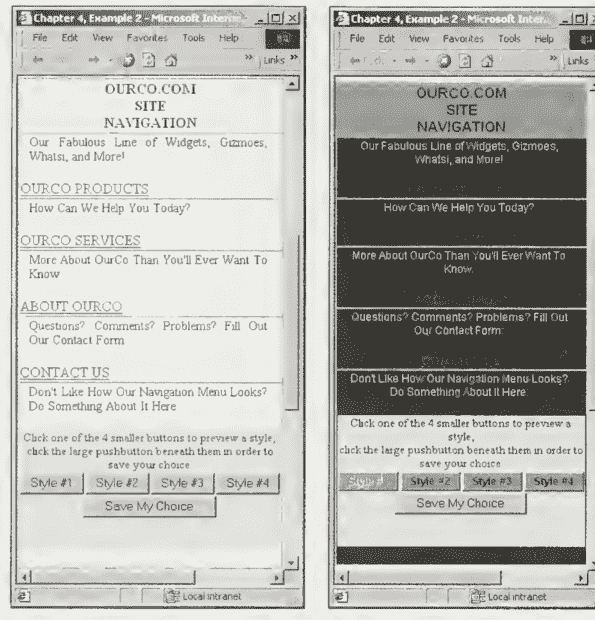 Chapter 4, Example 2 - Microsoft Interne
File Edit View Favorites Tools Help
Links
OURCO.COM
SITE
NAVIGATION
Our Fabulous Line of Widgets, Gizmoes,
Whatsi, and More!
OURCO PRODUCTS
How Can We Help You Today?
OURCO SERVICES
More About OurCo Than You'll Ever Want To
Know
ABOUT OURCO
Questions? Comments? Problems? Fill Out
Our Contact Form
CONTACT US
Don't Like How Our Navigation Menu Looks?
Do Something About It Here
Click one of the 4 smaller buttons to preview a style,
click the large pushbutton beneath them in order to
save your choice
Style #1 Style #2 Style #3 Style #4
Save My Choice
Local intranet
Chapter 4, Example 2 - Microsoft Inter...
File Edit View Favorites Tools Help
Links
OURCO.COM
SITE
NAVIGATION
Our Fabulous Line of Widgets, Gizmoes,
Whatsi, and More!
How Can We Help You Today?
More About OurCo Than You'll Ever Want To
Know.
Questions? Comments? Problems? Fill Out
Our Contact Form:
Don't Like How Our Navigation Menu Looks?
Do Something About It Here:
Click one of the 4 smaller buttons to preview a
style,
click the large pushbutton beneath them in order to
save your choice
Style Style #2 Style #3 Style #4
Save My Choice
Local intranet